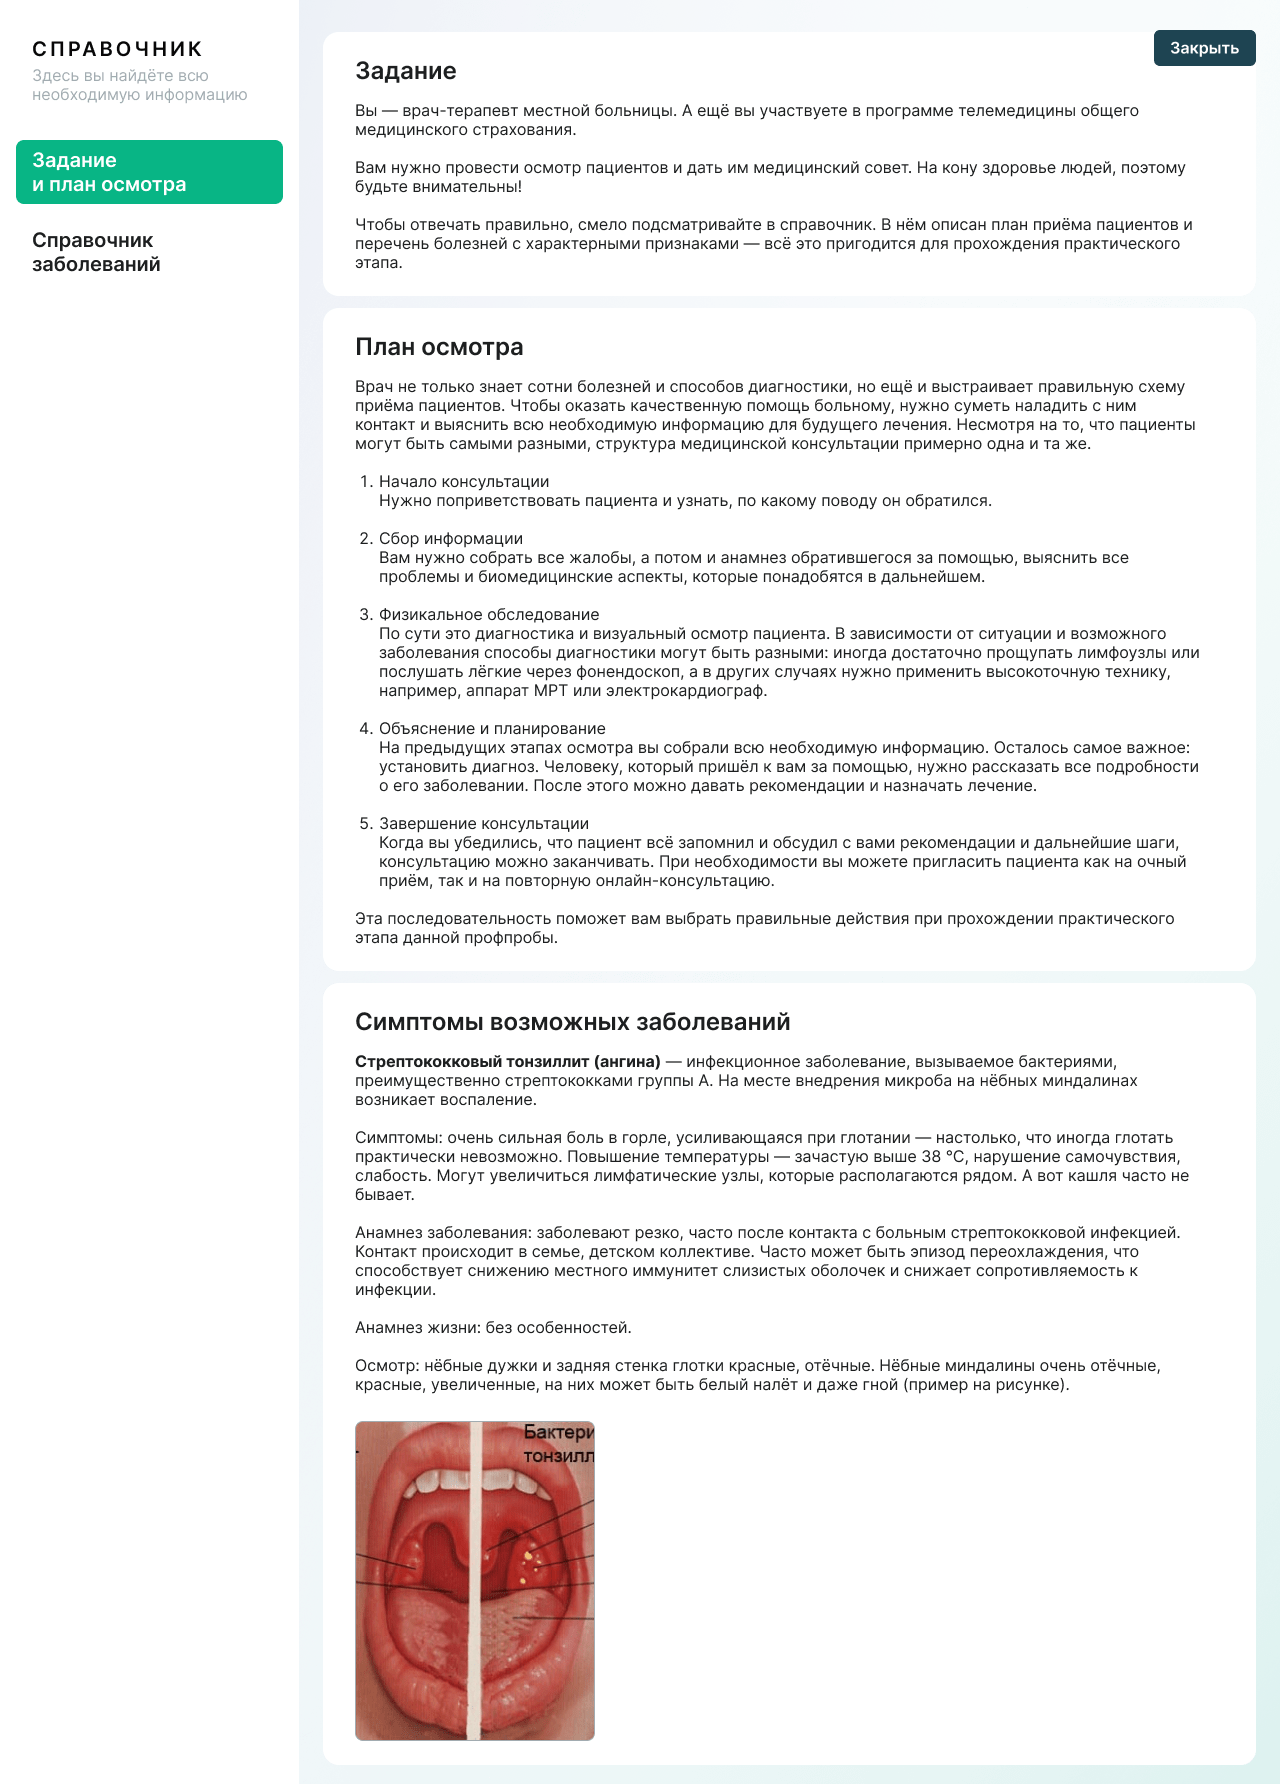 СПРАВОЧНИК
Здесь вы найдёте всю
необходимую информацию
Задание
и план осмотра
Справочник
заболеваний
Закрыть
Задание
Вы — врач-терапевт местной больницы. А ещё вы участвуете в программе телемедицины общего
медицинского страхования.
Вам нужно провести осмотр пациентов и дать им медицинский совет. На кону здоровье людей, поэтому
будьте внимательны!
Чтобы отвечать правильно, смело подсматривайте в справочник. В нём описан план приёма пациентов и
перечень болезней с характерными признаками — всё это пригодится для прохождения практического
этапа.
План осмотра
Врач не только знает сотни болезней и способов диагностики, но ещё и выстраивает правильную схему
приёма пациентов. Чтобы оказать качественную помощь больному, нужно суметь наладить с ним
контакт и выяснить всю необходимую информацию для будущего лечения. Несмотря на то, что пациенты
могут быть самыми разными, структура медицинской консультации примерно одна и та же.
1. Начало консультации
Нужно поприветствовать пациента и узнать, по какому поводу он обратился.
2. Сбор информации
Вам нужно собрать все жалобы, а потом и анамнез обратившегося за помощью, выяснить все
проблемы и биомедицинские аспекты, которые понадобятся в дальнейшем.
3. Физикальное обследование
По сути это диагностика и визуальный осмотр пациента. В зависимости от ситуации и возможного
заболевания способы диагностики могут быть разными: иногда достаточно прощупать лимфоузлы или
послушать лёгкие через фонендоскоп, а в других случаях нужно применить высокоточную технику,
например, аппарат МРТ или электрокардиограф.
4. Объяснение и планирование
На предыдущих этапах осмотра вы собрали всю необходимую информацию. Осталось самое важное:
установить диагноз. Человеку, который пришёл к вам за помощью, нужно рассказать все подробности
о его заболевании. После этого можно давать рекомендации и назначать лечение.
5. Завершение консультации
Когда вы убедились, что пациент всё запомнил и обсудил с вами рекомендации и дальнейшие шаги,
консультацию можно заканчивать. При необходимости вы можете пригласить пациента как на очный
приём, так и на повторную онлайн-консультацию.
Эта последовательность поможет вам выбрать правильные действия при прохождении практического
этапа данной профпробы.
Симптомы возможных заболеваний
Стрептококковый тонзиллит (ангина) — инфекционное заболевание, вызываемое бактериями,
преимущественно стрептококками группы А. На месте внедрения микроба на нёбных миндалинах
возникает воспаление.
Симптомы: очень сильная боль в горле, усиливающаяся при глотании — настолько, что иногда глотать
практически невозможно. Повышение температуры — зачастую выше 38 °С, нарушение самочувствия,
слабость. Могут увеличиться лимфатические узлы, которые располагаются рядом. А вот кашля часто не
бывает.
Анамнез заболевания: заболевают резко, часто после контакта с больным стрептококковой инфекцией.
Контакт происходит в семье, детском коллективе. Часто может быть эпизод переохлаждения, что
способствует снижению местного иммунитет слизистых оболочек и снижает сопротивляемость к
инфекции.
Анамнез жизни: без особенностей.
Осмотр: нёбные дужки и задняя стенка глотки красные, отёчные. Нёбные миндалины очень отёчные,
красные, увеличенные, на них может быть белый налёт и даже гной (пример на рисунке).
Бактери
тонзилл